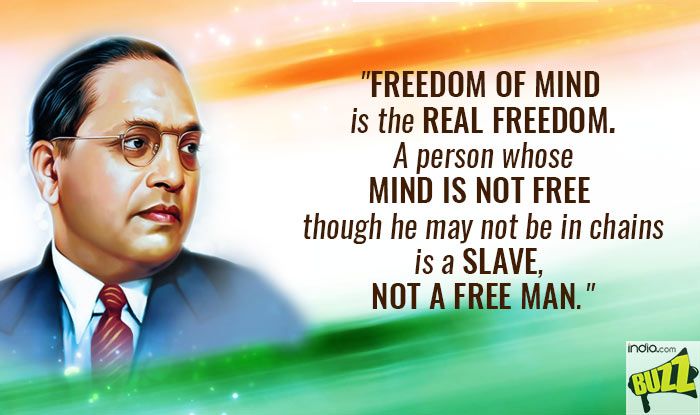 "FREEDOM OF MIND
is the REAL FREEDOM.
A person whose
MIND IS NOT FREE
though he may not be in chains
is a SLAVE,
NOT A FREE MAN."
india.com
BUZZ